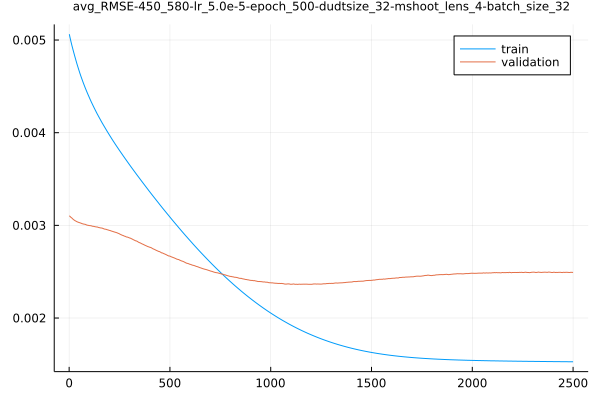 avg_RMSE-450_580-lr_5.0e-5-epoch_500-dudtsize_32-mshoot_lens_4-batch_size_32
0.005
train
validation
0.004
0.003
0.002
0 500 1000 1500 2000 2500